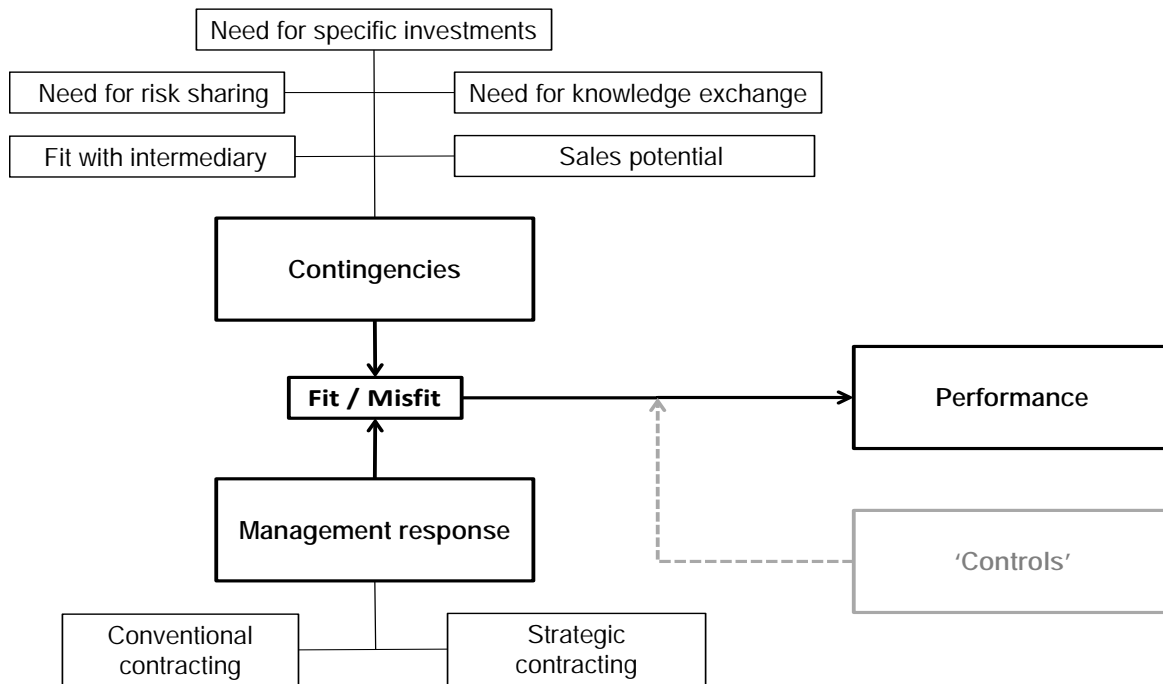 Need for specific investments
Need for risk sharing
Need for knowledge exchange
Fit with intermediary
Sales potential
Contingencies
Fit / Misfit
Performance
Management response
‘Controls’
Conventional
contracting
Strategic
contracting